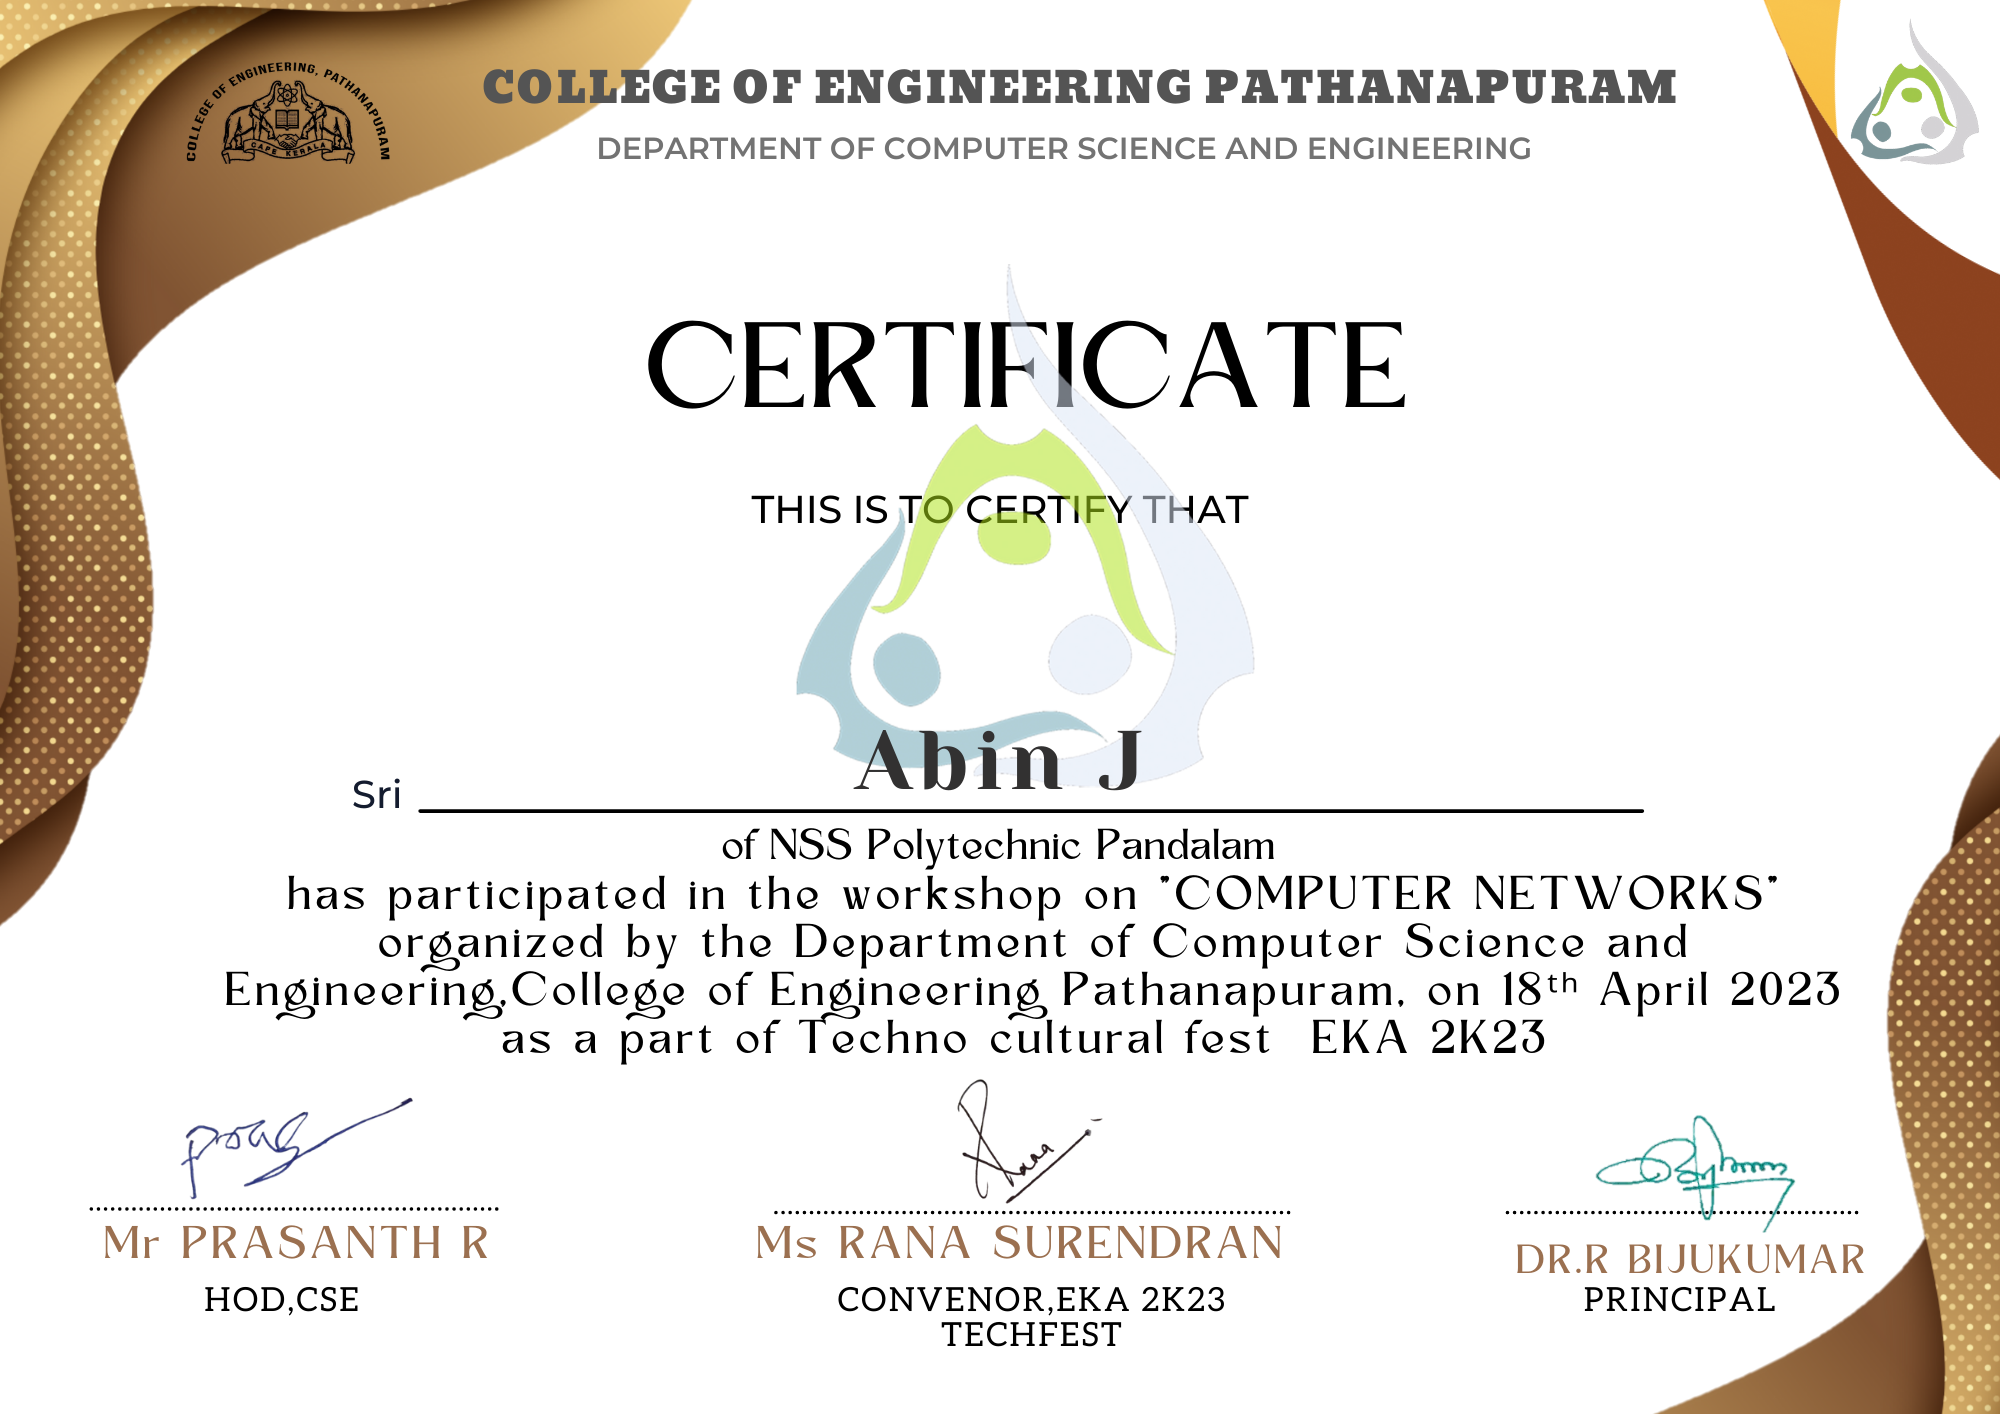 COLLEGE OF ENGINEERING, PATHANAPURAM
CAPE KERALA
COLLEGE OF ENGINEERING PATHANAPURAM
DEPARTMENT OF COMPUTER SCIENCE AND ENGINEERING
CERTIFICATE
THIS IS TO CERTIFY THAT
Sri Abin J
of NSS Polytechnic Pandalam
has participated in the workshop on "COMPUTER NETWORKS"
organized by the Department of Computer Science and
Engineering,College of Engineering Pathanapuram, on 18th April 2023
as a part of Techno cultural fest EKA 2K23
Rana
Mr PRASANTH R
HOD,CSE
Ms RANA SURENDRAN
CONVENOR,EKA 2K23
TECHFEST
DR.R BIJUKUMAR
PRINCIPAL